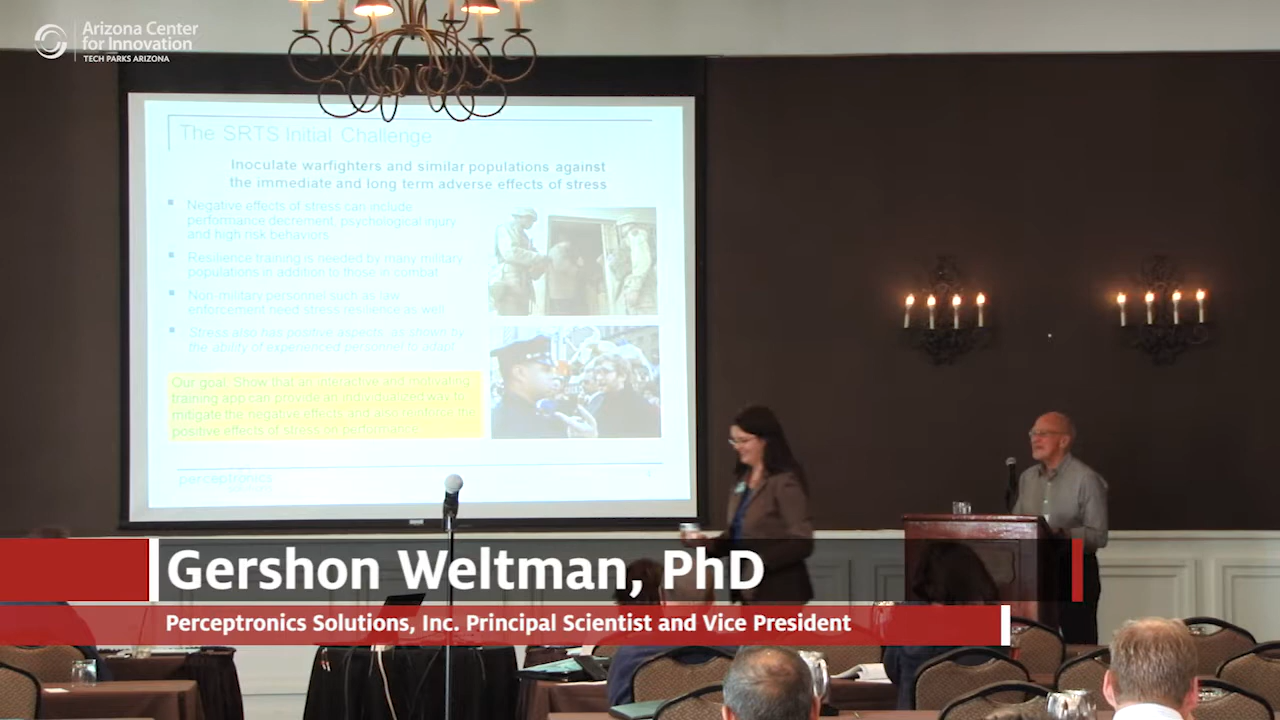 Arizona Center
for Innovation
TECH PARKS ARIZONA
The SRTS Initial Challenge
Inoculate warfighters and similar populations against
the immediate and long term adverse effects of stress
Negative effects of stress can include
performance decrement, psychological injury
and high risk behaviors
Resilience training is needed by many military
populations in addition to those in combat
Non-military personnel such as law
enforcement need stress resilience as well
Stress also has positive aspects, as shown by
the ability of experienced personnel to adapt
Our goal: Show that an interactive and motivating
training app can provide an individualized way to
mitigate the negative effects and also reinforce the
positive effects of stress on performance.
perceptronics
Gershon Weltman, PhD
Perceptronics Solutions, Inc. Principal Scientist and Vice President